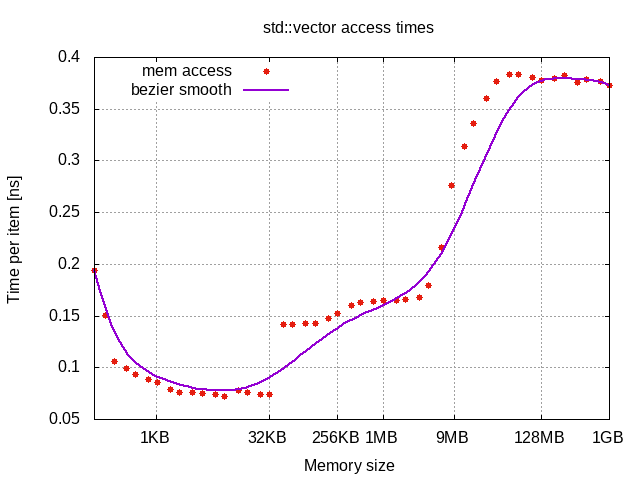 std::vector access times
mem access
bezier smooth
Time per item [ns]
0.4
0.35
0.3
0.25
0.2
0.15
0.1
0.05
1KB 32KB 256KB 1MB 9MB 128MB 1GB
Memory size